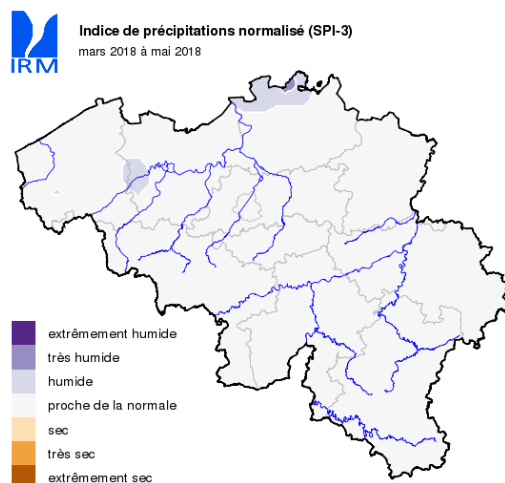 Indice de précipitations normalisé (SPI-3)
mars 2018 à mai 2018
IRM
extrêmement humide
très humide
humide
proche de la normale
sec
très sec
extrêmement sec